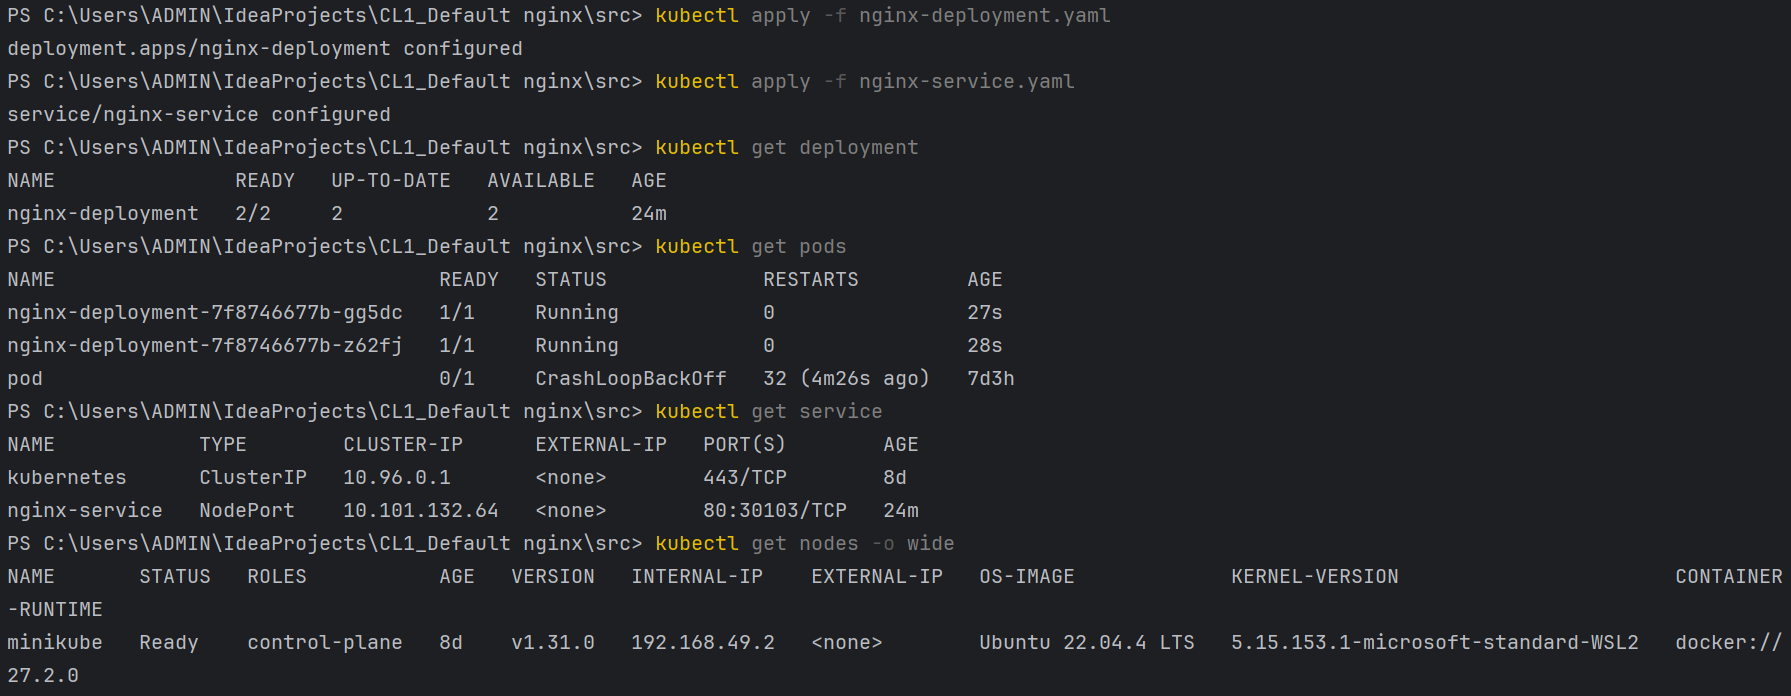 PS C:\Users\ADMIN\IdeaProjects\CL1_Default nginx\src> kubectl apply -f nginx-deployment.yaml
deployment.apps/nginx-deployment configured
PS C:\Users\ADMIN\IdeaProjects\CL1_Default nginx\src> kubectl apply -f nginx-service.yaml
service/nginx-service configured
PS C:\Users\ADMIN\IdeaProjects\CL1_Default nginx\src> kubectl get deployment
NAME               READY   UP-TO-DATE   AVAILABLE   AGE
nginx-deployment   2/2     2            2           24m
PS C:\Users\ADMIN\IdeaProjects\CL1_Default nginx\src> kubectl get pods
NAME                                READY   STATUS             RESTARTS         AGE
nginx-deployment-7f8746677b-gg5dc   1/1     Running            0                27s
nginx-deployment-7f8746677b-z62fj   1/1     Running            0                28s
pod                                 0/1     CrashLoopBackOff   32 (4m26s ago)   7d3h
PS C:\Users\ADMIN\IdeaProjects\CL1_Default nginx\src> kubectl get service
NAME            TYPE        CLUSTER-IP      EXTERNAL-IP   PORT(S)        AGE
kubernetes      ClusterIP   10.96.0.1       <none>        443/TCP        8d
nginx-service   NodePort    10.101.132.64   <none>        80:30103/TCP   24m
PS C:\Users\ADMIN\IdeaProjects\CL1_Default nginx\src> kubectl get nodes -o wide
NAME       STATUS   ROLES           AGE   VERSION   INTERNAL-IP    EXTERNAL-IP   OS-IMAGE             KERNEL-VERSION                       CONTAINER
-RUNTIME
minikube   Ready    control-plane   8d    v1.31.0   192.168.49.2   <none>        Ubuntu 22.04.4 LTS   5.15.153.1-microsoft-standard-WSL2   docker://
27.2.0